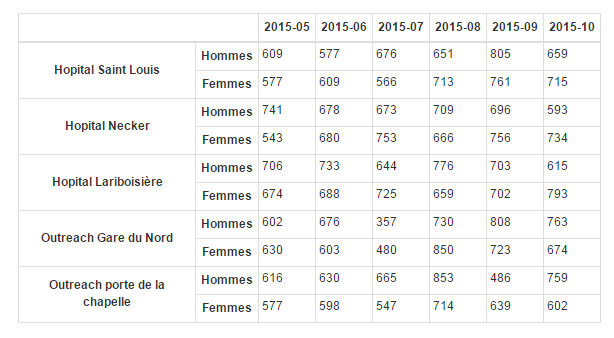 2015-05 2015-06 2015-07 2015-08 2015-09 2015-10
Hopital Saint Louis
Hommes 609 577 676 651 805 659
Femmes 577 609 566 713 761 715
Hopital Necker
Hommes 741 678 673 709 696 593
Femmes 543 680 753 666 756 734
Hopital Lariboisière
Hommes 706 733 644 776 703 615
Femmes 674 688 725 659 702 793
Outreach Gare du Nord
Hommes 602 676 357 730 808 763
Femmes 630 603 480 850 723 674
Outreach porte de la
chapelle
Hommes 616 630 665 853 486 759
Femmes 577 598 547 714 639 602